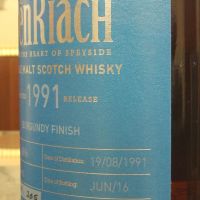 enRiach
HEART OF SPEYSIDE
MALT SCOTCH WHISKY
1991 RELEASE
BURGUNDY FINISH
Date of Distillation: 19/08/1991
Date of Bottling: JUN/16